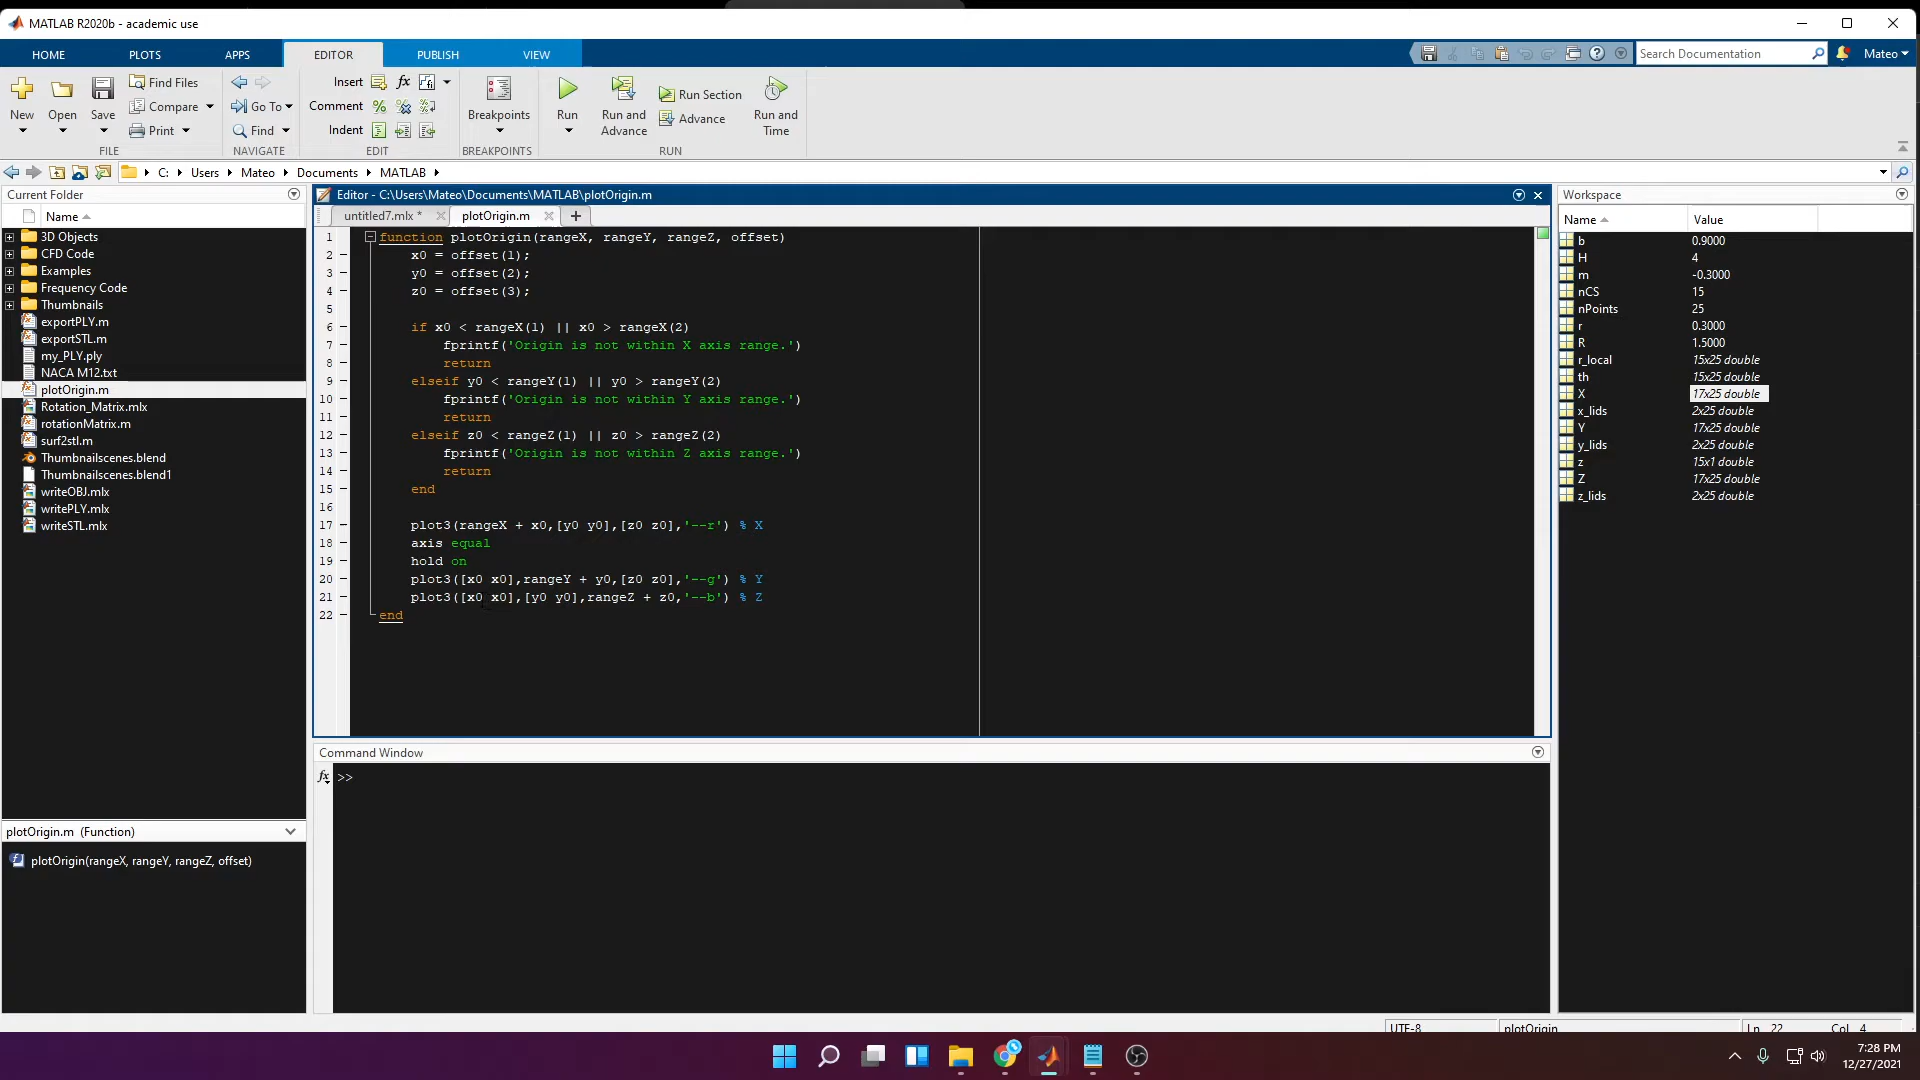 MATLAB R2020b - academic use
HOME PLOTS APPS EDITOR PUBLISH VIEW
Search Documentation
Mateo
New
Open
Save
Find Files
Compare
Print
FILE
Go To
Find
NAVIGATE
Insert fx
Comment
Indent
EDIT
Breakpoints
BREAKPOINTS
Run
Run and Advance
Run Section
Advance
Run and Time
RUN
C: Users Mateo Documents MATLAB
Current Folder
Name
3D Objects
CFD Code
Examples
Frequency Code
Thumbnails
exportPLY.m
exportSTL.m
my_PLY.ply
NACA M12.txt
plotOrigin.m
Rotation_Matrix.mlx
rotationMatrix.m
surf2stl.m
Thumbnailscenes.blend
Thumbnailscenes.blend1
writeOBJ.mlx
writePLY.mlx
writeSTL.mlx
plotOrigin.m (Function)
plotOrigin(rangeX, rangeY, rangeZ, offset)
Editor - C:\Users\Mateo\Documents\MATLAB\plotOrigin.m
untitled7.mlx * plotOrigin.m
1 function plotOrigin(rangeX, rangeY, rangeZ, offset)
2 – x0 = offset(1);
3 – y0 = offset(2);
4 – z0 = offset(3);
5
6 – if x0 < rangeX(1) || x0 > rangeX(2)
7 – fprintf('Origin is not within X axis range.')
8 – return
9 – elseif y0 < rangeY(1) || y0 > rangeY(2)
10 – fprintf('Origin is not within Y axis range.')
11 – return
12 – elseif z0 < rangeZ(1) || z0 > rangeZ(2)
13 – fprintf('Origin is not within Z axis range.')
14 – return
15 – end
16
17 – plot3(rangeX + x0,[y0 y0],[z0 z0],'--r') % X
18 – axis equal
19 – hold on
20 – plot3([x0 x0],rangeY + y0,[z0 z0],'--g') % Y
21 – plot3([x0 x0],[y0 y0],rangeZ + z0,'--b') % Z
22 – end
Command Window
fx >>
Workspace
Name Value
b 0.9000
H 4
m -0.3000
nCS 15
nPoints 25
r 0.3000
R 1.5000
r_local 15x25 double
th 15x25 double
X 17x25 double
x_lids 2x25 double
Y 17x25 double
y_lids 2x25 double
z 15x1 double
Z 17x25 double
z_lids 2x25 double
UTF-8 plotOrigin Ln 22 Col 4
7:28 PM
12/27/2021